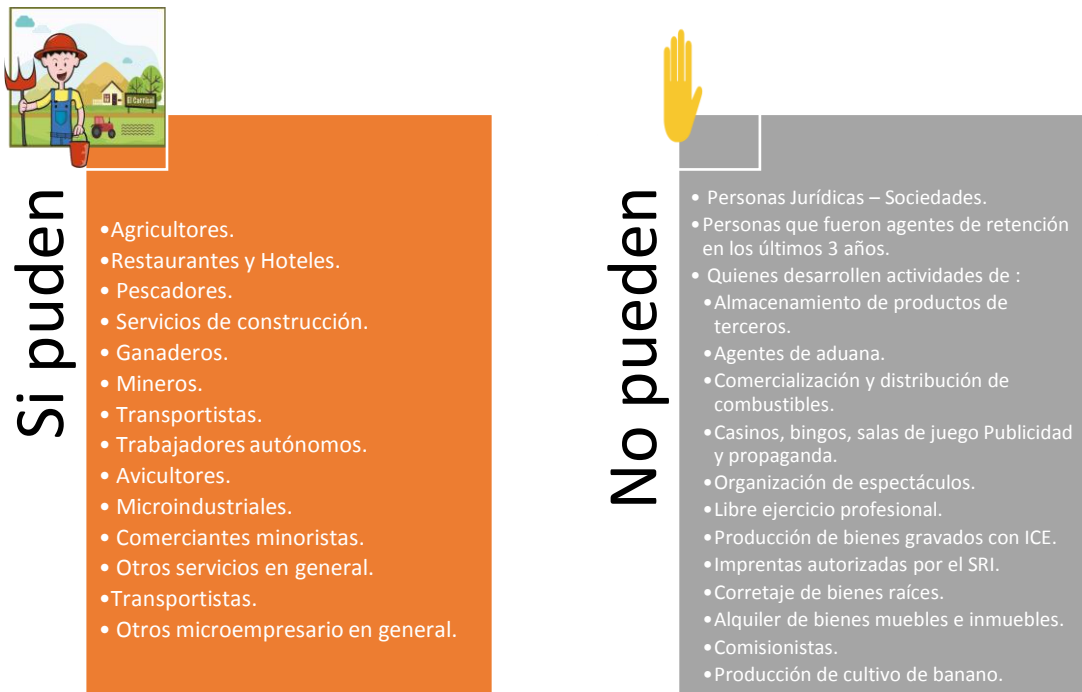 El Carrizal
Si puden
•Agricultores.
•Restaurantes y Hoteles.
• Pescadores.
• Servicios de construcción.
• Ganaderos.
• Mineros.
• Transportistas.
• Trabajadores autónomos.
• Avicultores.
• Microindustriales.
• Comerciantes minoristas.
• Otros servicios en general.
•Transportistas.
• Otros microempresario en general.
No pueden
• Personas Jurídicas – Sociedades.
•Personas que fueron agentes de retención
en los últimos 3 años.
• Quienes desarrollen actividades de :
•Almacenamiento de productos de
terceros.
•Agentes de aduana.
•Comercialización y distribución de
combustibles.
•Casinos, bingos, salas de juego Publicidad
y propaganda.
•Organización de espectáculos.
•Libre ejercicio profesional.
•Producción de bienes gravados con ICE.
•Imprentas autorizadas por el SRI.
•Corretaje de bienes raíces.
•Alquiler de bienes muebles e inmuebles.
•Comisionistas.
•Producción de cultivo de banano.